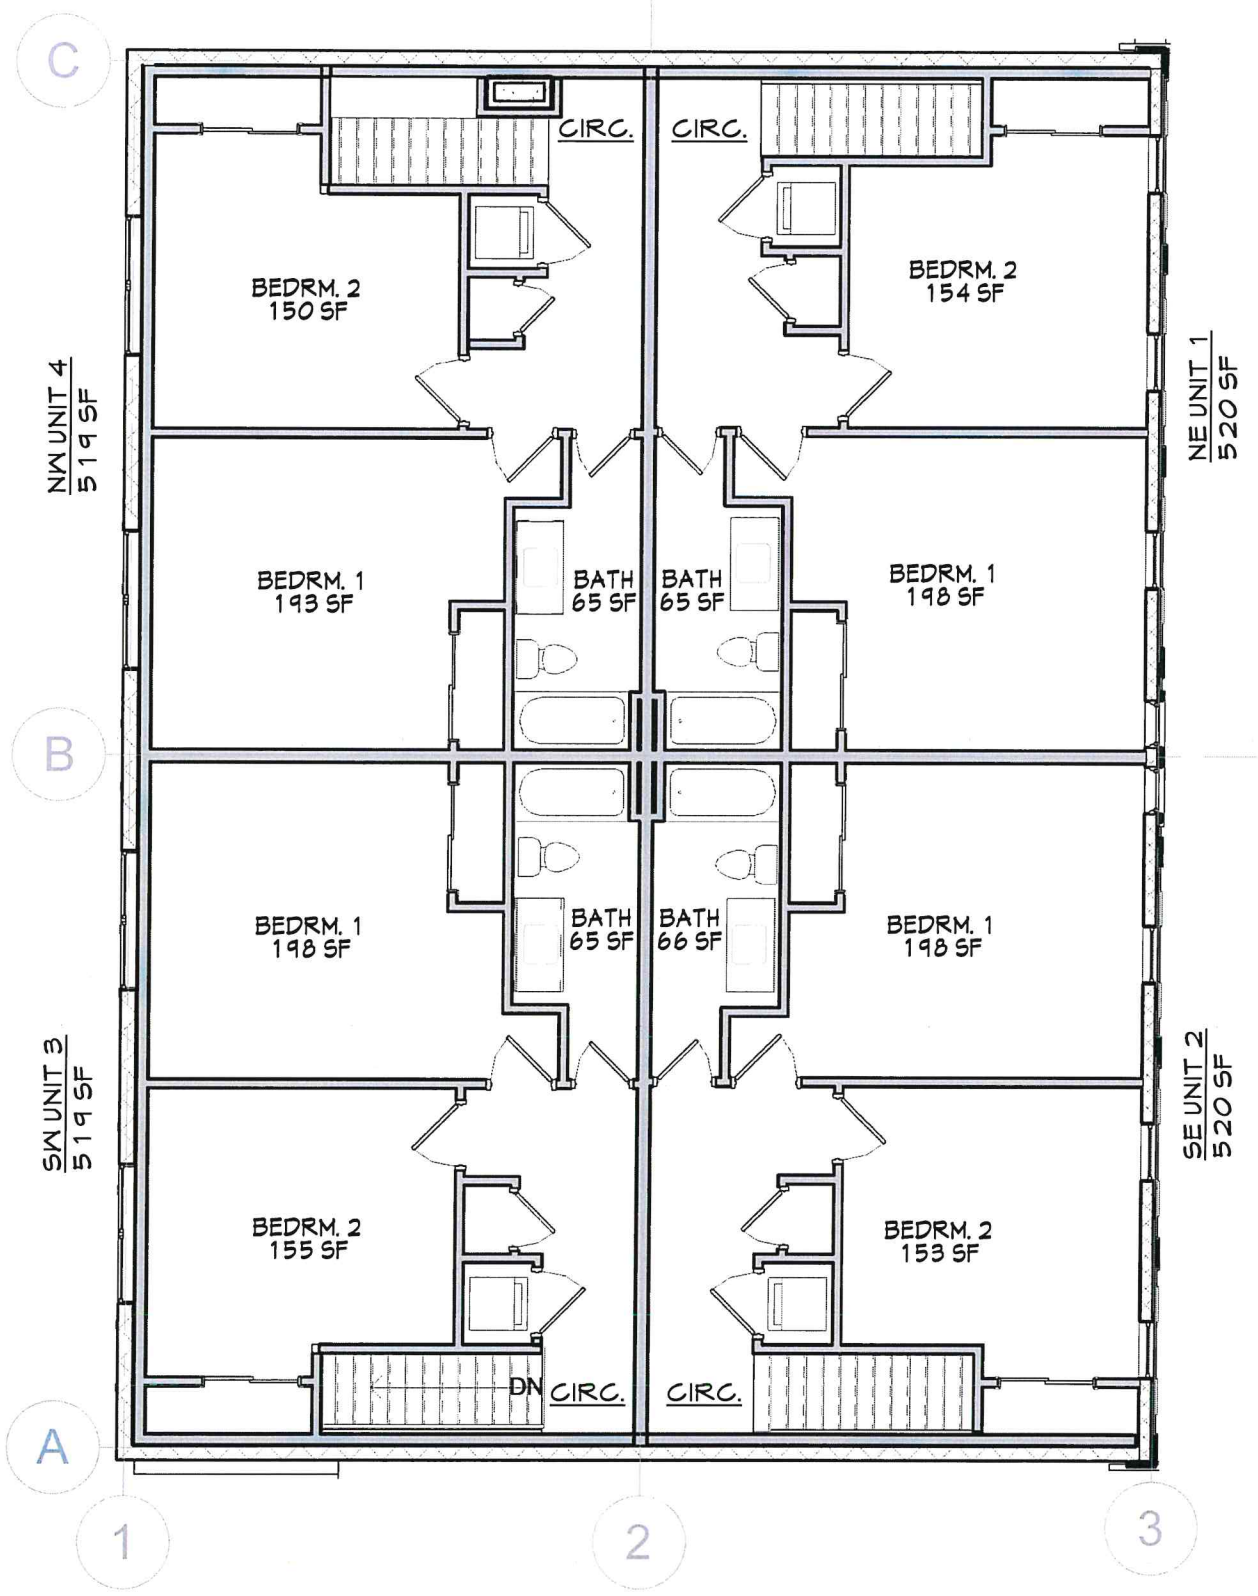 C
CIRC.
CIRC.
BEDRM. 2
150 SF
BEDRM. 2
154 SF
NW UNIT 4
519 SF
NE UNIT 1
520 SF
BEDRM. 1
193 SF
BATH
65 SF
BATH
65 SF
BEDRM. 1
198 SF
B
BEDRM. 1
198 SF
BATH
65 SF
BATH
66 SF
BEDRM. 1
198 SF
SW UNIT 3
519 SF
SE UNIT 2
520 SF
BEDRM. 2
155 SF
BEDRM. 2
153 SF
DN
CIRC.
CIRC.
A
1
2
3